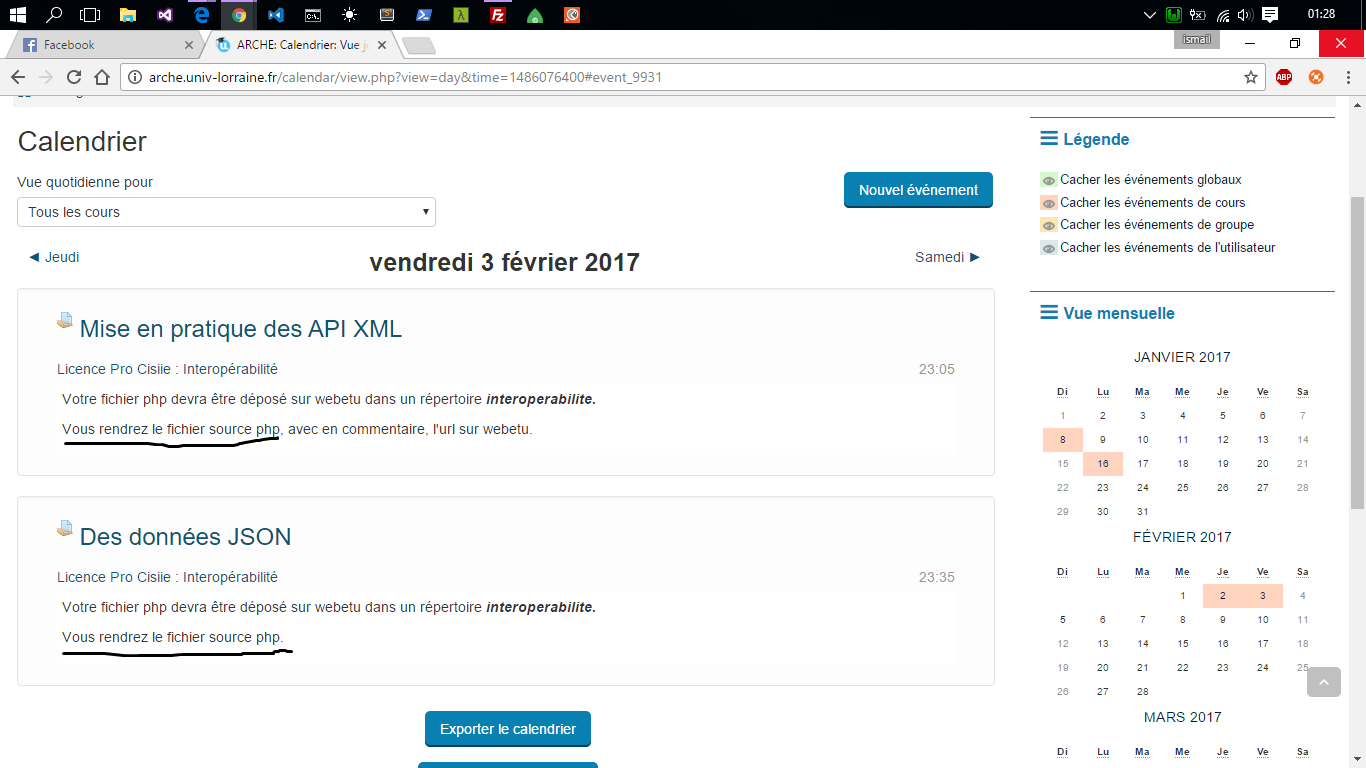 01:28
ismail
Facebook
ARCHE: Calendrier: Vue jo
arche.univ-lorraine.fr/calendar/view.php?view=day&time=1486076400#event_9931
ABP
Calendrier
Vue quotidienne pour
Tous les cours
Nouvel événement
◄ Jeudi
vendredi 3 février 2017
Samedi ►
Mise en pratique des API XML
Licence Pro Cisiie : Interopérabilité
23:05
Votre fichier php devra être déposé sur webetu dans un répertoire interoperabilite.
Vous rendrez le fichier source php, avec en commentaire, l'url sur webetu.
Des données JSON
Licence Pro Cisiie : Interopérabilité
23:35
Votre fichier php devra être déposé sur webetu dans un répertoire interoperabilite.
Vous rendrez le fichier source php.
Exporter le calendrier
Légende
Cacher les événements globaux
Cacher les événements de cours
Cacher les événements de groupe
Cacher les événements de l'utilisateur
Vue mensuelle
JANVIER 2017
Di Lu Ma Me Je Ve Sa
1 2 3 4 5 6 7
8 9 10 11 12 13 14
15 16 17 18 19 20 21
22 23 24 25 26 27 28
29 30 31
FÉVRIER 2017
Di Lu Ma Me Je Ve Sa
1 2 3 4
5 6 7 8 9 10 11
12 13 14 15 16 17 18
19 20 21 22 23 24 25
26 27 28
MARS 2017
Di Lu Ma Me Je Ve Sa